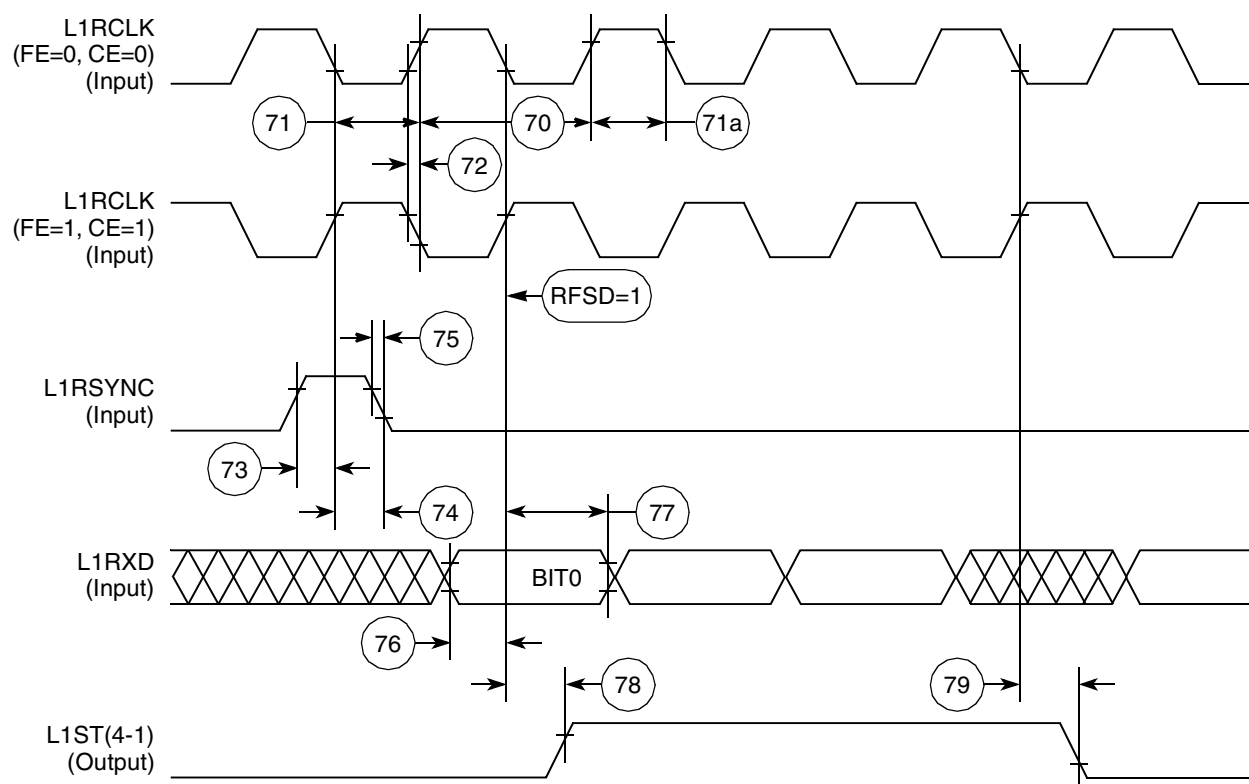 L1RCLK
(FE=0, CE=0)
(Input)
71
70
71a
72
L1RCLK
(FE=1, CE=1)
(Input)
RFSD=1
75
L1RSYNC
(Input)
73
74
77
L1RXD
(Input)
BIT0
76
78
79
L1ST(4-1)
(Output)